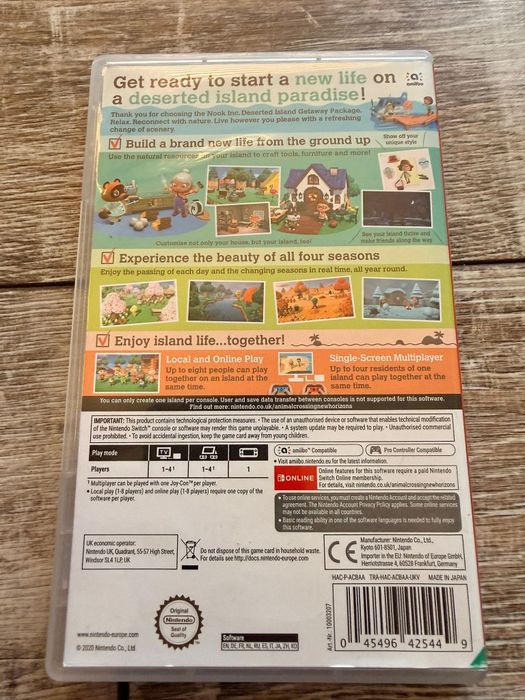 Get ready to start a new life on
a deserted island paradise!
amiibo
Thank you for choosing the Nook Inc. Deserted Island Getaway Package.
Relax. Reconnect with nature. Live however you please with a refreshing
change of scenery.
Show off your
unique style
Build a brand new life from the ground up
Use the natural resources on your island to craft tools, furniture and more!
Customise not only your house, but your island, too!
See your island thrive and
make friends along the way
Experience the beauty of all four seasons
Enjoy the passing of each day and the changing seasons in real time, all year round.
Enjoy island life...together!
Local and Online Play
Up to eight people can play
together on an island at the
same time.
Single-Screen Multiplayer
Up to four residents of one
island can play together at the
same time.
You can only create one island per console. User and save data transfer between consoles is not supported for this software.
Find out more: nintendo.co.uk/animalcrossingnewhorizons
IMPORTANT: This product contains technological protection measures. • The use of an unauthorised device or software that enables technical modification
of the Nintendo Switch™ console or software may render this game unplayable. • A system update may be required to play. • Unauthorised commercial
use prohibited. • To avoid accidental ingestion, keep the game card away from young children.
Play mode
TV
Players
1-4¹
1-4¹
1
¹ Multiplayer can be played with one Joy-Con™ per player.
• Local play (1-8 players) and online play (1-8 players) require one copy of the
software per player.
amiibo™ Compatible
Pro Controller Compatible
• Visit amiibo.nintendo.eu for the latest information.
ONLINE
Online features for this software require a paid Nintendo
Switch Online membership.
For details, visit nintendo.co.uk/animalcrossingnewhorizons
• To use online services, you must create a Nintendo Account and accept the related
agreement. The Nintendo Account Privacy Policy applies. Some online services
may not be available in all countries.
• Basic reading ability in one of the software languages is needed to fully enjoy
this software.
UK economic operator:
Nintendo UK, Quadrant, 55-57 High Street,
Windsor SL4 1LP, UK
Do not dispose of this game card in household waste.
For details see http://docs.nintendo-europe.com
CE
Manufacturer: Nintendo Co., Ltd.,
Kyoto 601-8501, Japan
Importer in the EU: Nintendo of Europe GmbH,
Herriotstrasse 4, 60528 Frankfurt, Germany
HAC-P-ACBAA TRA-HAC-ACBAA-UKV MADE IN JAPAN
Original
Nintendo
Seal of
Quality
www.nintendo-europe.com
© 2020 Nintendo Co., Ltd.
Software
EN, DE, FR, NL, RU, ES, IT, JA, ZH, KO
Art.-Nr. 10003207
0 45496 42544 9